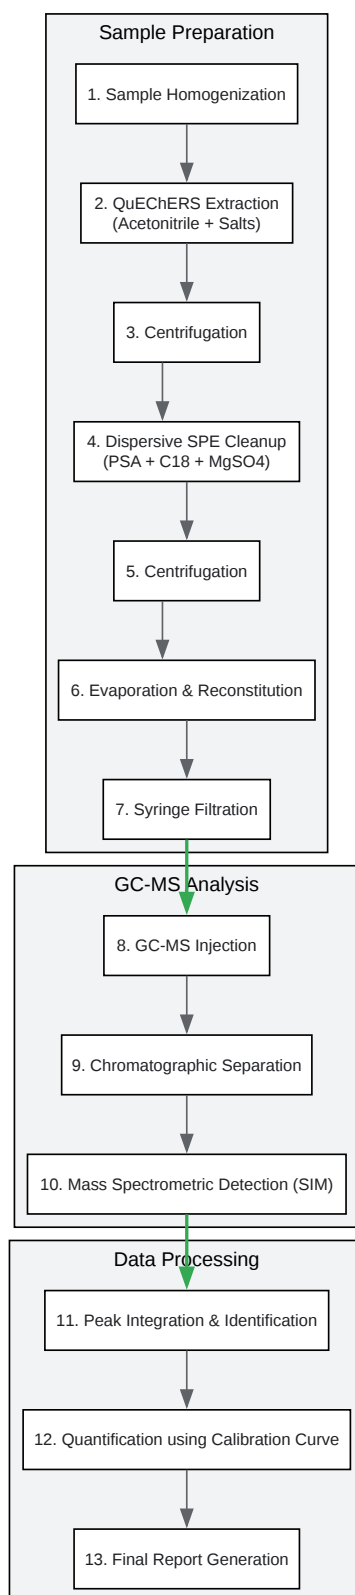 Sample Preparation
1. Sample Homogenization
2. QuEChERS Extraction
(Acetonitrile + Salts)
3. Centrifugation
4. Dispersive SPE Cleanup
(PSA + C18 + MgSO4)
5. Centrifugation
6. Evaporation & Reconstitution
7. Syringe Filtration
GC-MS Analysis
8. GC-MS Injection
9. Chromatographic Separation
10. Mass Spectrometric Detection (SIM)
Data Processing
11. Peak Integration & Identification
12. Quantification using Calibration Curve
13. Final Report Generation